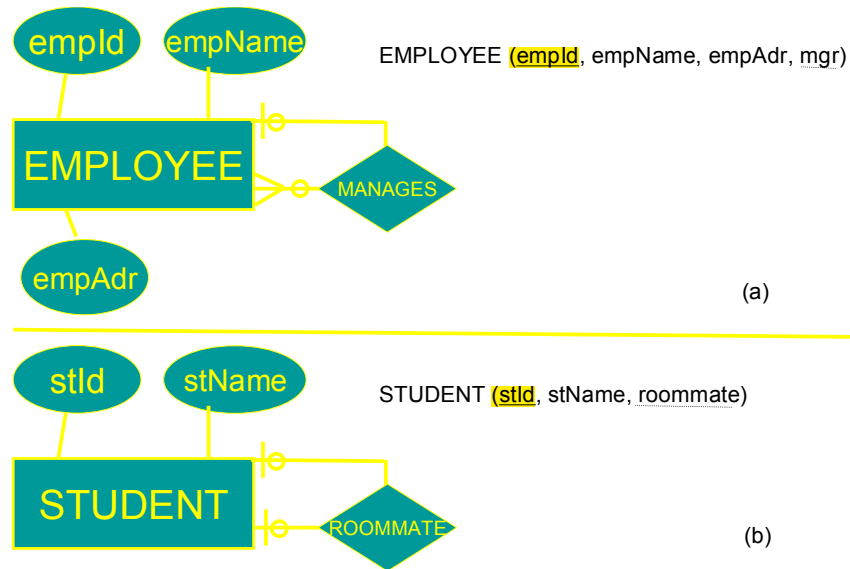 empId
empName
EMPLOYEE (empId, empName, empAdr, mgr)
EMPLOYEE
MANAGES
empAdr
(a)
stId
stName
STUDENT (stId, stName, roommate)
STUDENT
ROOMMATE
(b)